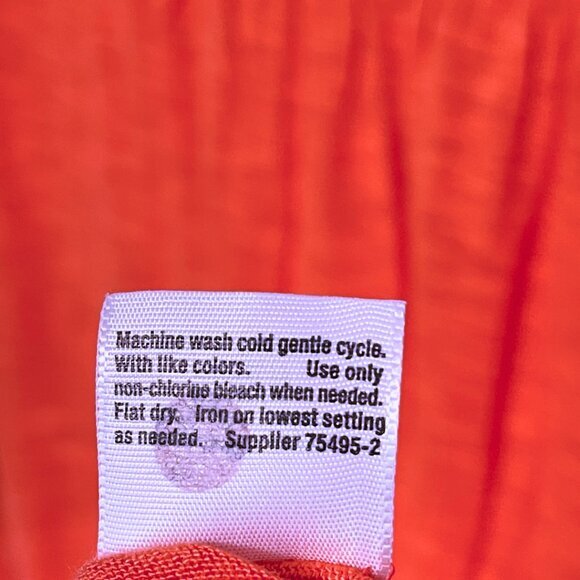 Machine wash cold gentle cycle.
With like colors. Use only
non-chlorine bleach when needed.
Flat dry. Iron on lowest setting
as needed. Supplier 75495-2